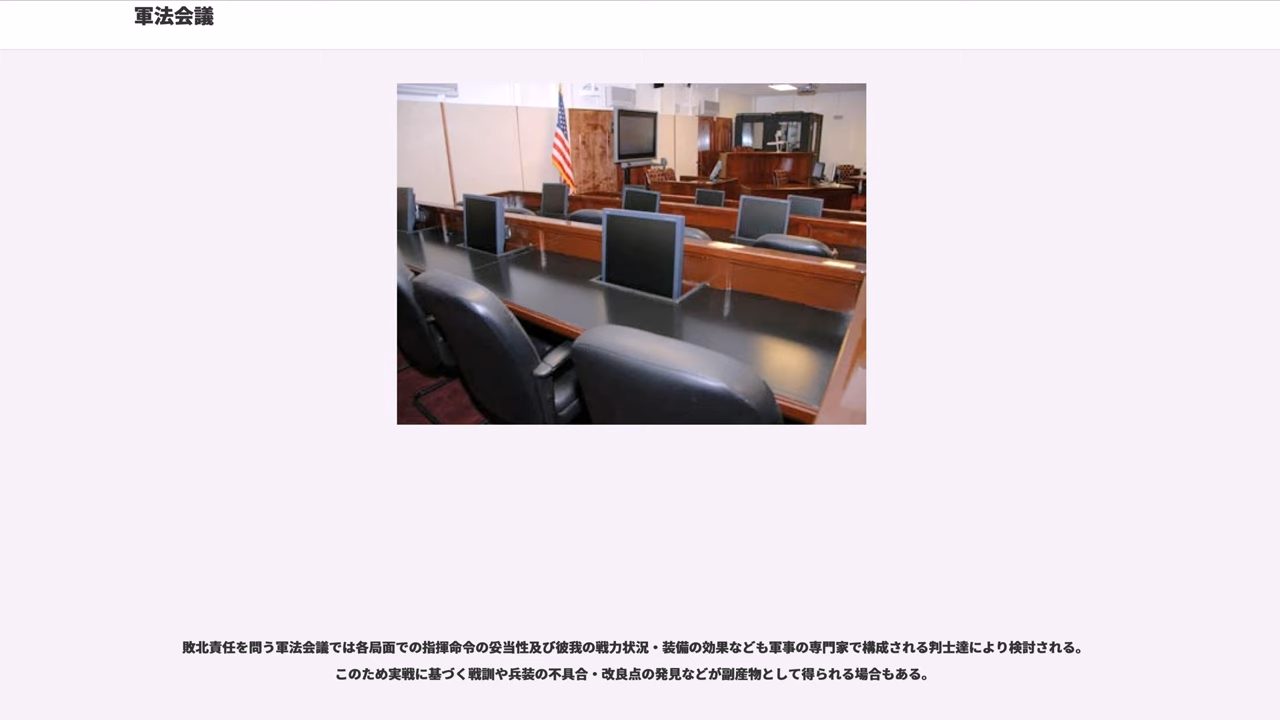 軍法会議
敗北責任を問う軍法会議では各局面での指揮命令の妥当性及び彼我の戦力状況・装備の効果なども軍事の専門家で構成される判士達により検討される。
このため実戦に基づく戦訓や兵装の不具合・改良点の発見などが副産物として得られる場合もある。